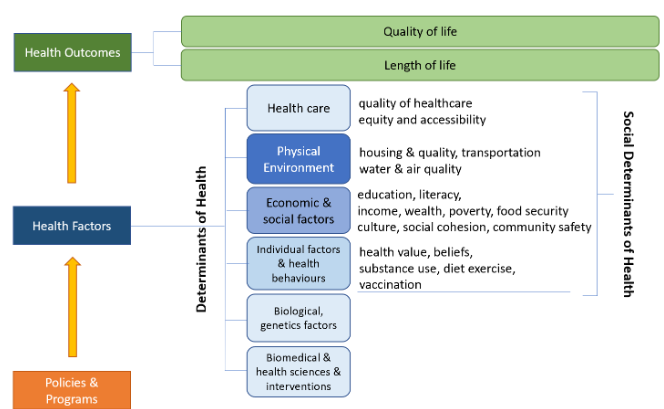 Health Outcomes
Quality of life
Length of life
Health Factors
Policies &
Programs
Determinants of Health
Health care
quality of healthcare
equity and accessibility
Physical
Environment
housing & quality, transportation
water & air quality
Economic &
social factors
education, literacy,
income, wealth, poverty, food security
culture, social cohesion, community safety
Individual factors
& health
behaviours
health value, beliefs,
substance use, diet exercise,
vaccination
Biological,
genetics factors
Biomedical &
health sciences &
interventions
Social Determinants of Health